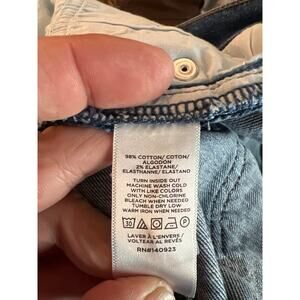 98% COTTON/ COTON/
ALGODÓN
2% ELASTANE/
ELASTHANNE/ ELASTANO
TURN INSIDE OUT
MACHINE WASH COLD
WITH LIKE COLORS
ONLY NON-CHLORINE
BLEACH WHEN NEEDED
TUMBLE DRY LOW
WARM IRON WHEN NEEDED
30 P
LAVER À L'ENVERS /
VOLTEAR AL REVÉS
RN#140923